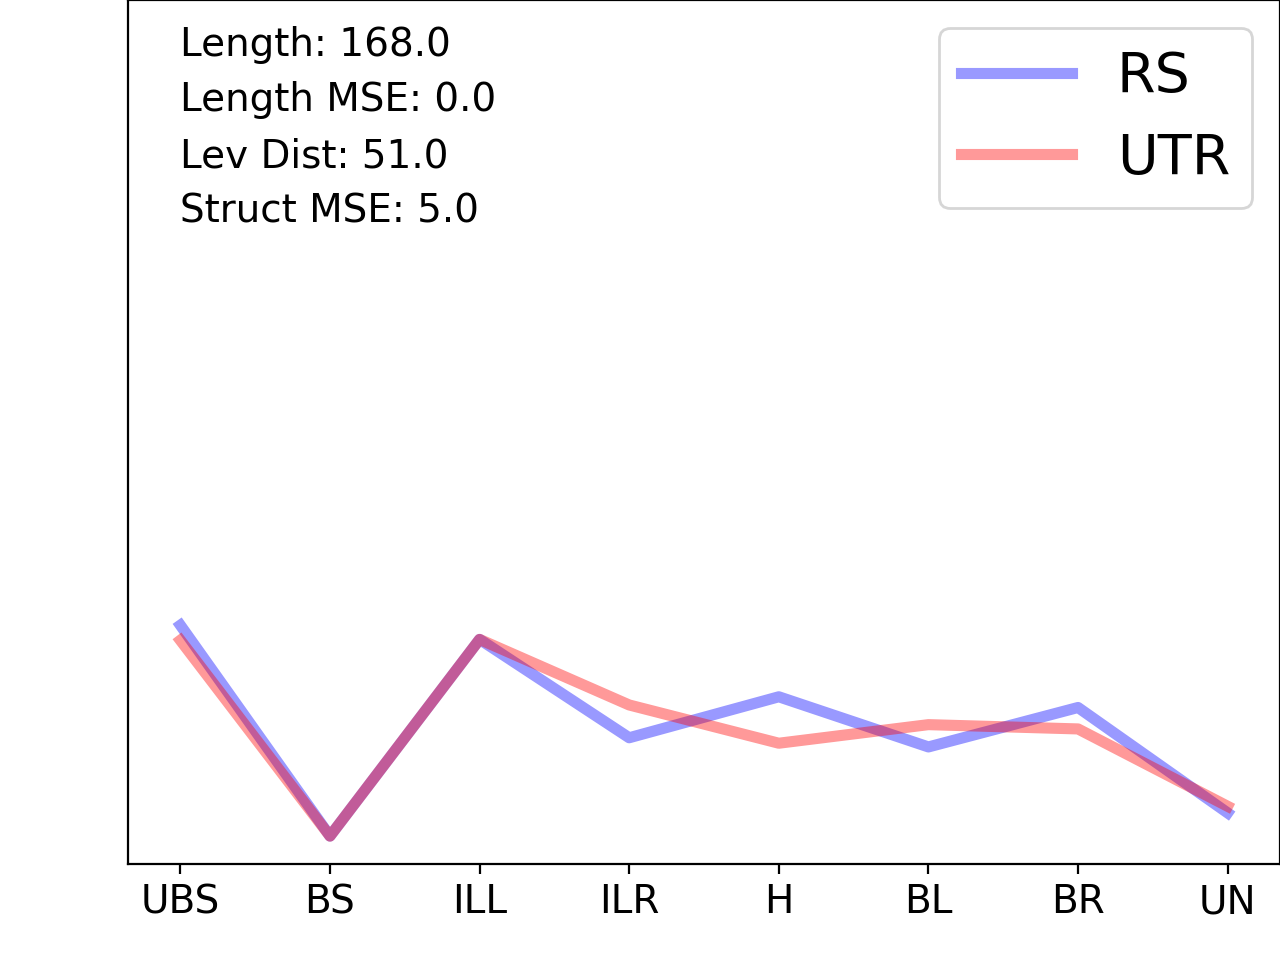 Length: 168.0
Length MSE: 0.0
Lev Dist: 51.0
Struct MSE: 5.0
RS
UTR
UBS BS ILL ILR H BL BR UN